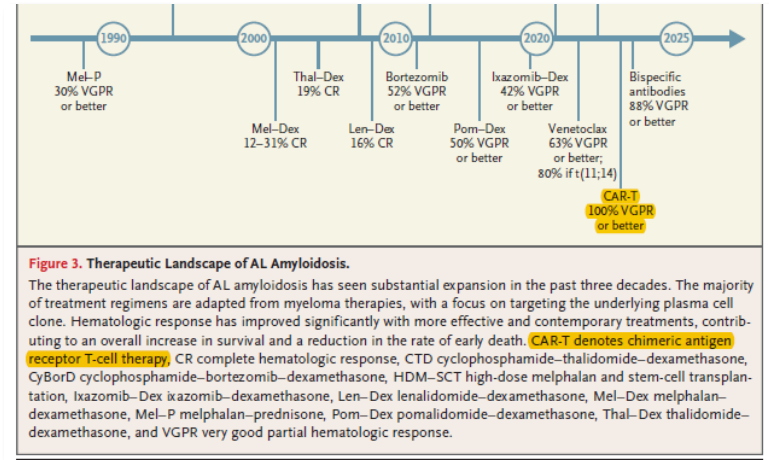 1990
2000
2010
2020
2025
Mel–P
30% VGPR
or better
Mel–Dex
12–31% CR
Thal–Dex
19% CR
Len–Dex
16% CR
Bortezomib
52% VGPR
or better
Pom–Dex
50% VGPR
or better
Ixazomib–Dex
42% VGPR
or better
Venetoclax
63% VGPR
or better;
80% if t(11;14)
CAR-T
100% VGPR
or better
Bispecific
antibodies
88% VGPR
or better
Figure 3. Therapeutic Landscape of AL Amyloidosis.
The therapeutic landscape of AL amyloidosis has seen substantial expansion in the past three decades. The majority
of treatment regimens are adapted from myeloma therapies, with a focus on targeting the underlying plasma cell
clone. Hematologic response has improved significantly with more effective and contemporary treatments, contrib-
uting to an overall increase in survival and a reduction in the rate of early death. CAR-T denotes chimeric antigen
receptor T-cell therapy, CR complete hematologic response, CTD cyclophosphamide–thalidomide–dexamethasone,
CyBorD cyclophosphamide–bortezomib–dexamethasone, HDM–SCT high-dose melphalan and stem-cell transplan-
tation, Ixazomib–Dex ixazomib–dexamethasone, Len–Dex lenalidomide–dexamethasone, Mel–Dex melphalan–
dexamethasone, Mel–P melphalan–prednisone, Pom–Dex pomalidomide–dexamethasone, Thal–Dex thalidomide–
dexamethasone, and VGPR very good partial hematologic response.